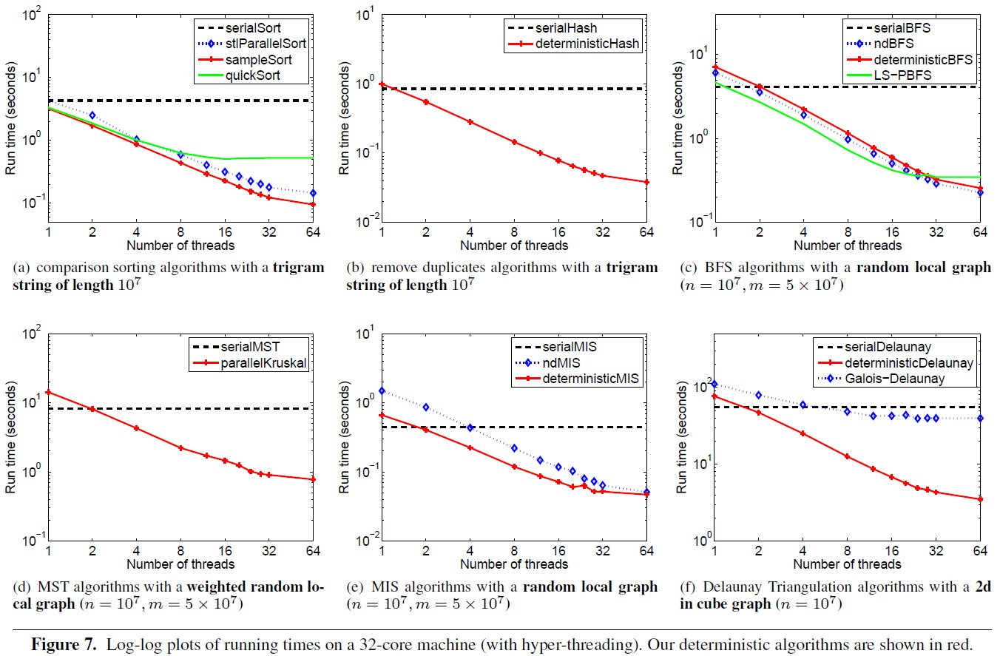 10^2
10^1
10^0
10^−1
Run time (seconds)
serialSort
stlParallelSort
sampleSort
quickSort
1 2 4 8 16 32 64
Number of threads
(a) comparison sorting algorithms with a trigram
string of length 10^7
10^1
10^0
10^−1
10^−2
Run time (seconds)
serialHash
deterministicHash
1 2 4 8 16 32 64
Number of threads
(b) remove duplicates algorithms with a trigram
string of length 10^7
10^1
10^0
10^−1
Run time (seconds)
serialBFS
ndBFS
deterministicBFS
LS−PBFS
1 2 4 8 16 32 64
Number of threads
(c) BFS algorithms with a random local graph
(n = 10^7, m = 5 × 10^7)
10^2
10^1
10^0
10^−1
Run time (seconds)
serialMST
parallelKruskal
1 2 4 8 16 32 64
Number of threads
(d) MST algorithms with a weighted random lo-
cal graph (n = 10^7, m = 5 × 10^7)
10^1
10^0
10^−1
10^−2
Run time (seconds)
serialMIS
ndMIS
deterministicMIS
1 2 4 8 16 32 64
Number of threads
(e) MIS algorithms with a random local graph
(n = 10^7, m = 5 × 10^7)
10^2
10^1
10^0
Run time (seconds)
serialDelaunay
deterministicDelaunay
Galois−Delaunay
1 2 4 8 16 32 64
Number of threads
(f) Delaunay Triangulation algorithms with a 2d
in cube graph (n = 10^7)
Figure 7. Log-log plots of running times on a 32-core machine (with hyper-threading). Our deterministic algorithms are shown in red.